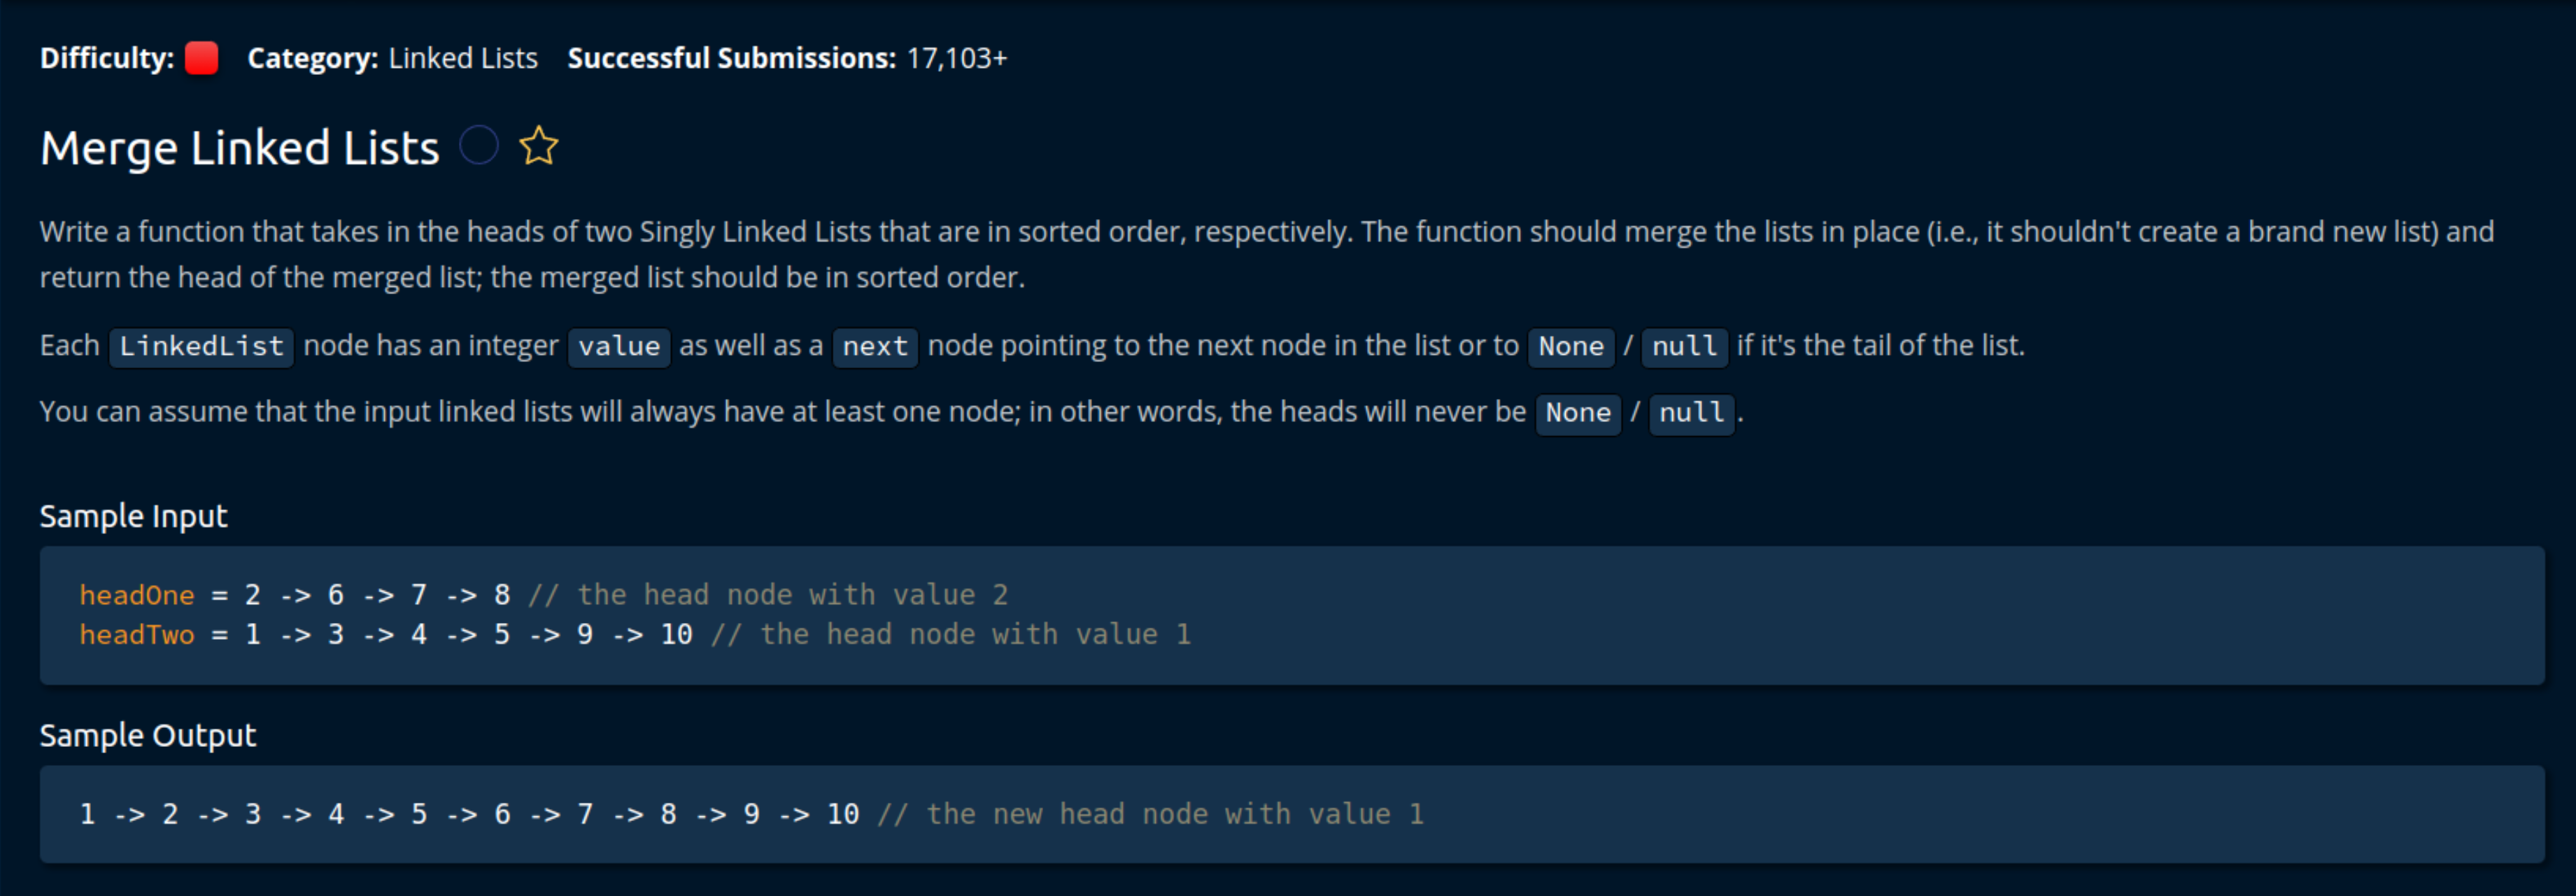 Difficulty: Category: Linked Lists Successful Submissions: 17,103+
Merge Linked Lists
Write a function that takes in the heads of two Singly Linked Lists that are in sorted order, respectively. The function should merge the lists in place (i.e., it shouldn't create a brand new list) and
return the head of the merged list; the merged list should be in sorted order.
Each LinkedList node has an integer value as well as a next node pointing to the next node in the list or to None / null if it's the tail of the list.
You can assume that the input linked lists will always have at least one node; in other words, the heads will never be None / null.
Sample Input
headOne = 2 -> 6 -> 7 -> 8 // the head node with value 2
headTwo = 1 -> 3 -> 4 -> 5 -> 9 -> 10 // the head node with value 1
Sample Output
1 -> 2 -> 3 -> 4 -> 5 -> 6 -> 7 -> 8 -> 9 -> 10 // the new head node with value 1